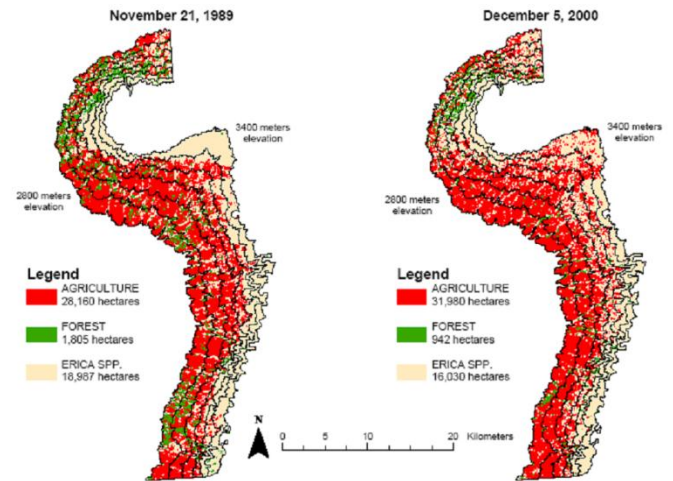 November 21, 1989
December 5, 2000
3400 meters
elevation
3400 meters
elevation
2800 meters
elevation
2800 meters
elevation
Legend
AGRICULTURE
28,160 hectares
FOREST
1,805 hectares
ERICA SPP.
18,987 hectares
Legend
AGRICULTURE
31,980 hectares
FOREST
942 hectares
ERICA SPP.
16,030 hectares
N
0 5 10 20 Kilometers